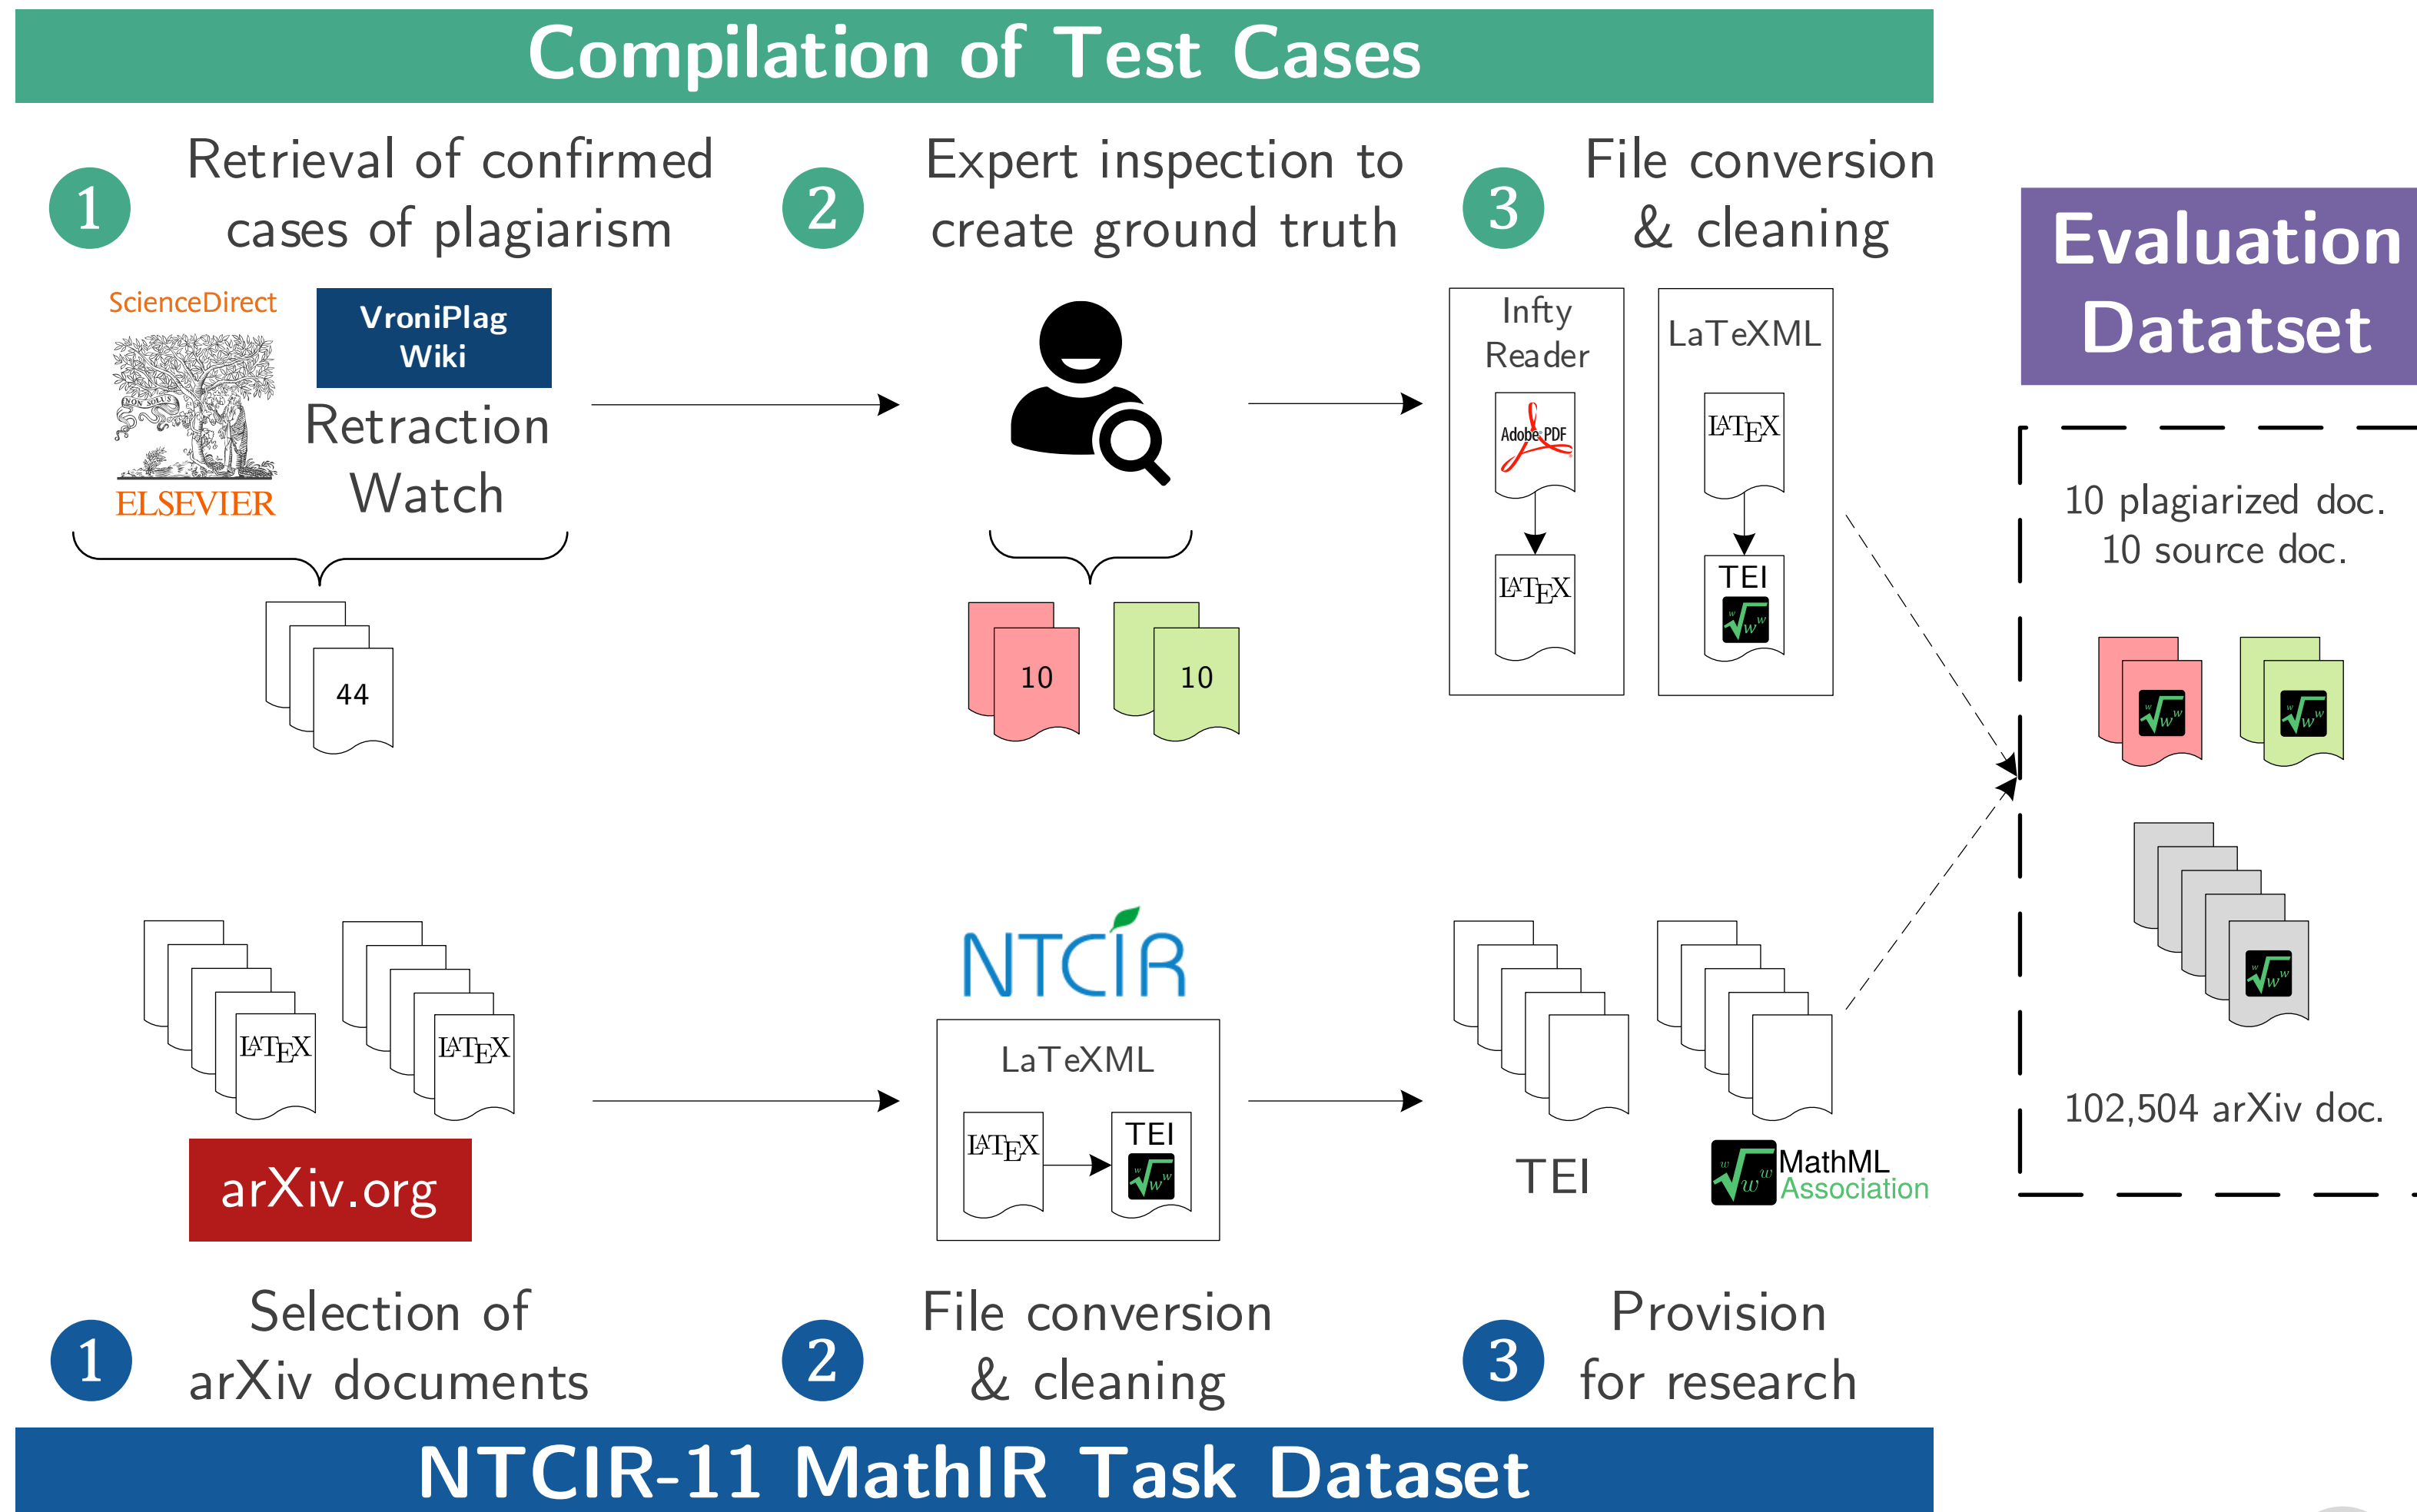 Compilation of Test Cases
1
Retrieval of confirmed
cases of plagiarism
2
Expert inspection to
create ground truth
3
File conversion
& cleaning
ScienceDirect
NON SOLUS
ELSEVIER
VroniPlag
Wiki
Retraction
Watch
44
10
10
Infty
Reader
Adobe PDF
LATEX
LaTeXML
LATEX
TEI
√w w w
Evaluation
Datatset
10 plagiarized doc.
10 source doc.
√w w w
√w w w
√w w w
102,504 arXiv doc.
LATEX
LATEX
arXiv.org
NTCIR
LaTeXML
LATEX
TEI
√w w w
TEI
√w w w
MathML
Association
1
Selection of
arXiv documents
2
File conversion
& cleaning
3
Provision
for research
NTCIR-11 MathIR Task Dataset